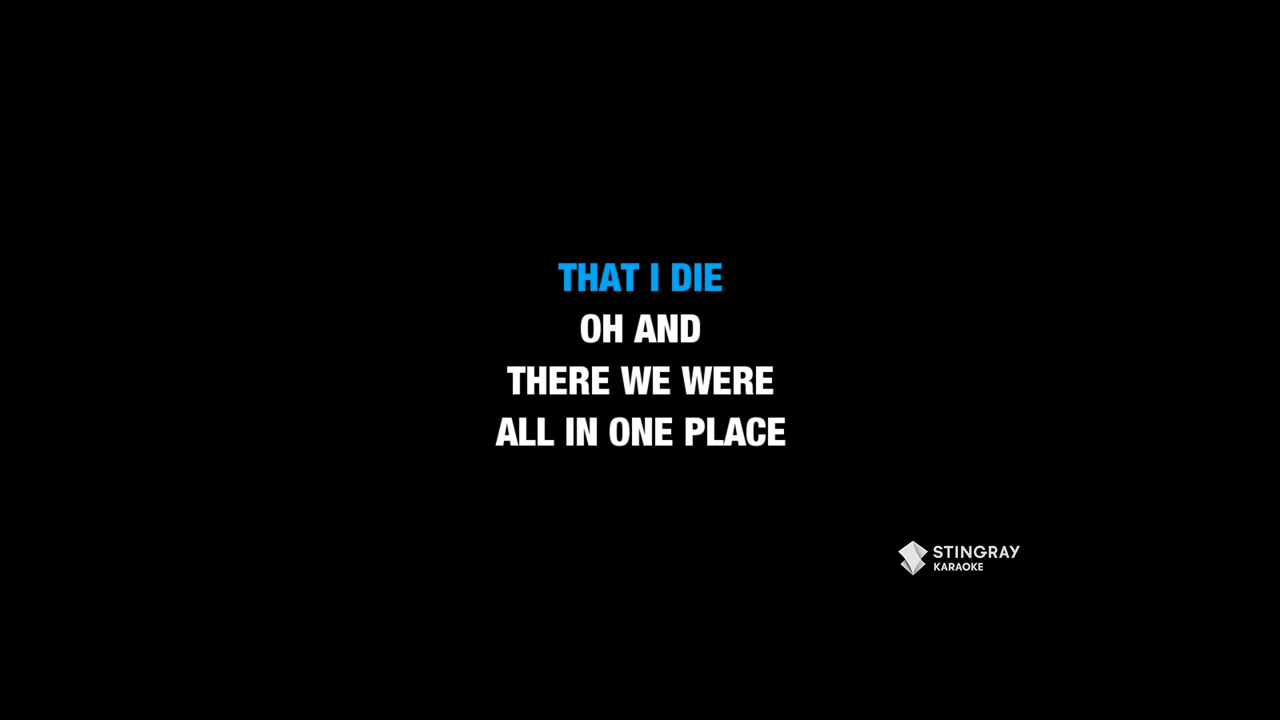 THAT I DIE
OH AND
THERE WE WERE
ALL IN ONE PLACE
STINGRAY
KARAOKE